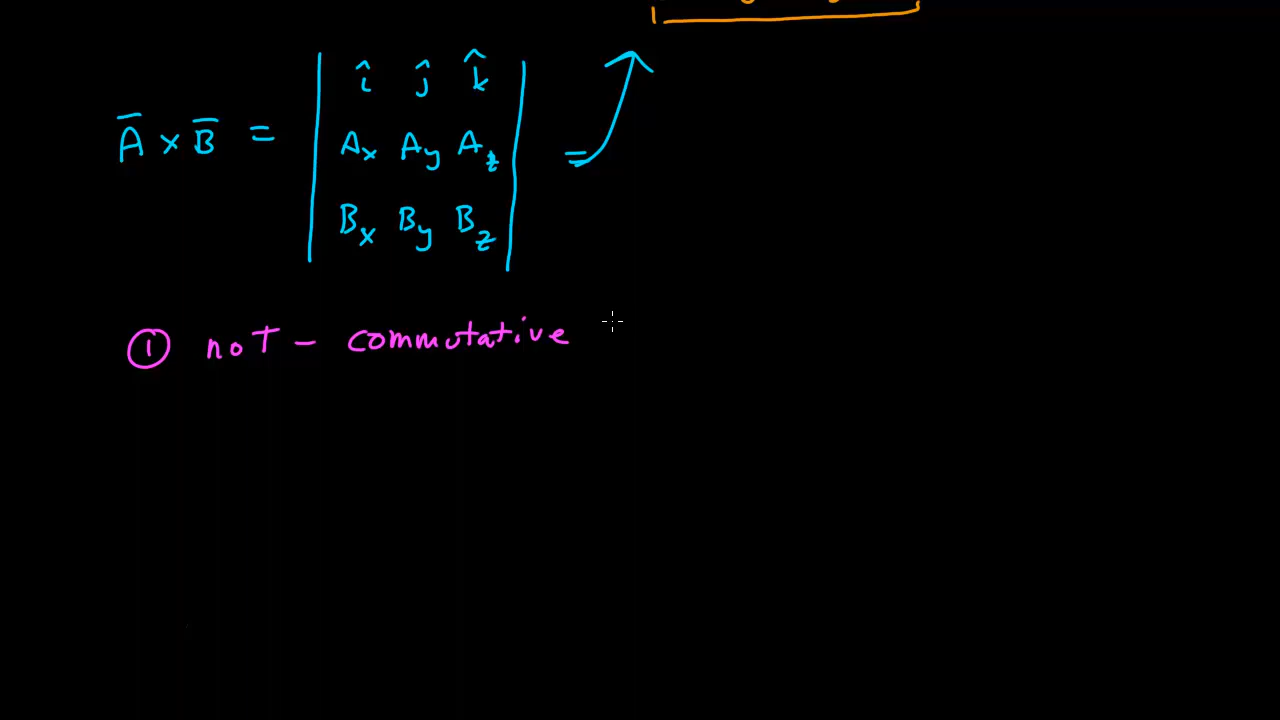 î ĵ k̂
A̅ × B̅ = | Ax Ay Az | =
Bx By Bz
① not - commutative